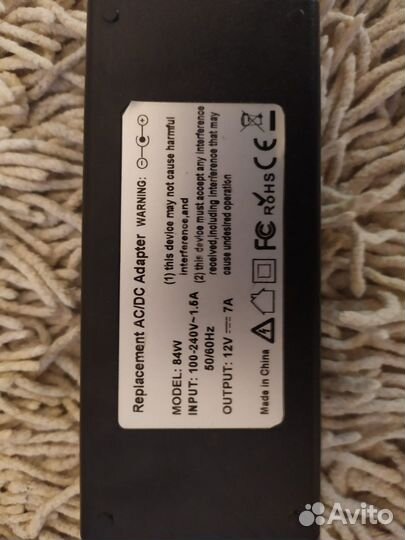 Replacement AC/DC Adapter
WARNING:
(1) this device may not cause harmful
interference,and
(2) this device must accept any interference
received,including interference that may
cause undesired operation
MODEL: 84W
INPUT: 100-240V~1.5A
50/60Hz
OUTPUT: 12V 7A
Made in China
FC RoHS CE
Avito